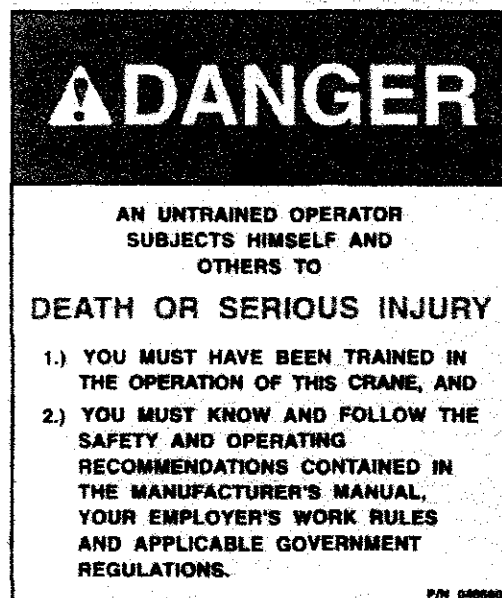 DANGER
AN UNTRAINED OPERATOR
SUBJECTS HIMSELF AND
OTHERS TO
DEATH OR SERIOUS INJURY
1.) YOU MUST HAVE BEEN TRAINED IN
THE OPERATION OF THIS CRANE, AND
2.) YOU MUST KNOW AND FOLLOW THE
SAFETY AND OPERATING
RECOMMENDATIONS CONTAINED IN
THE MANUFACTURER'S MANUAL,
YOUR EMPLOYER'S WORK RULES
AND APPLICABLE GOVERNMENT
REGULATIONS.
P/N